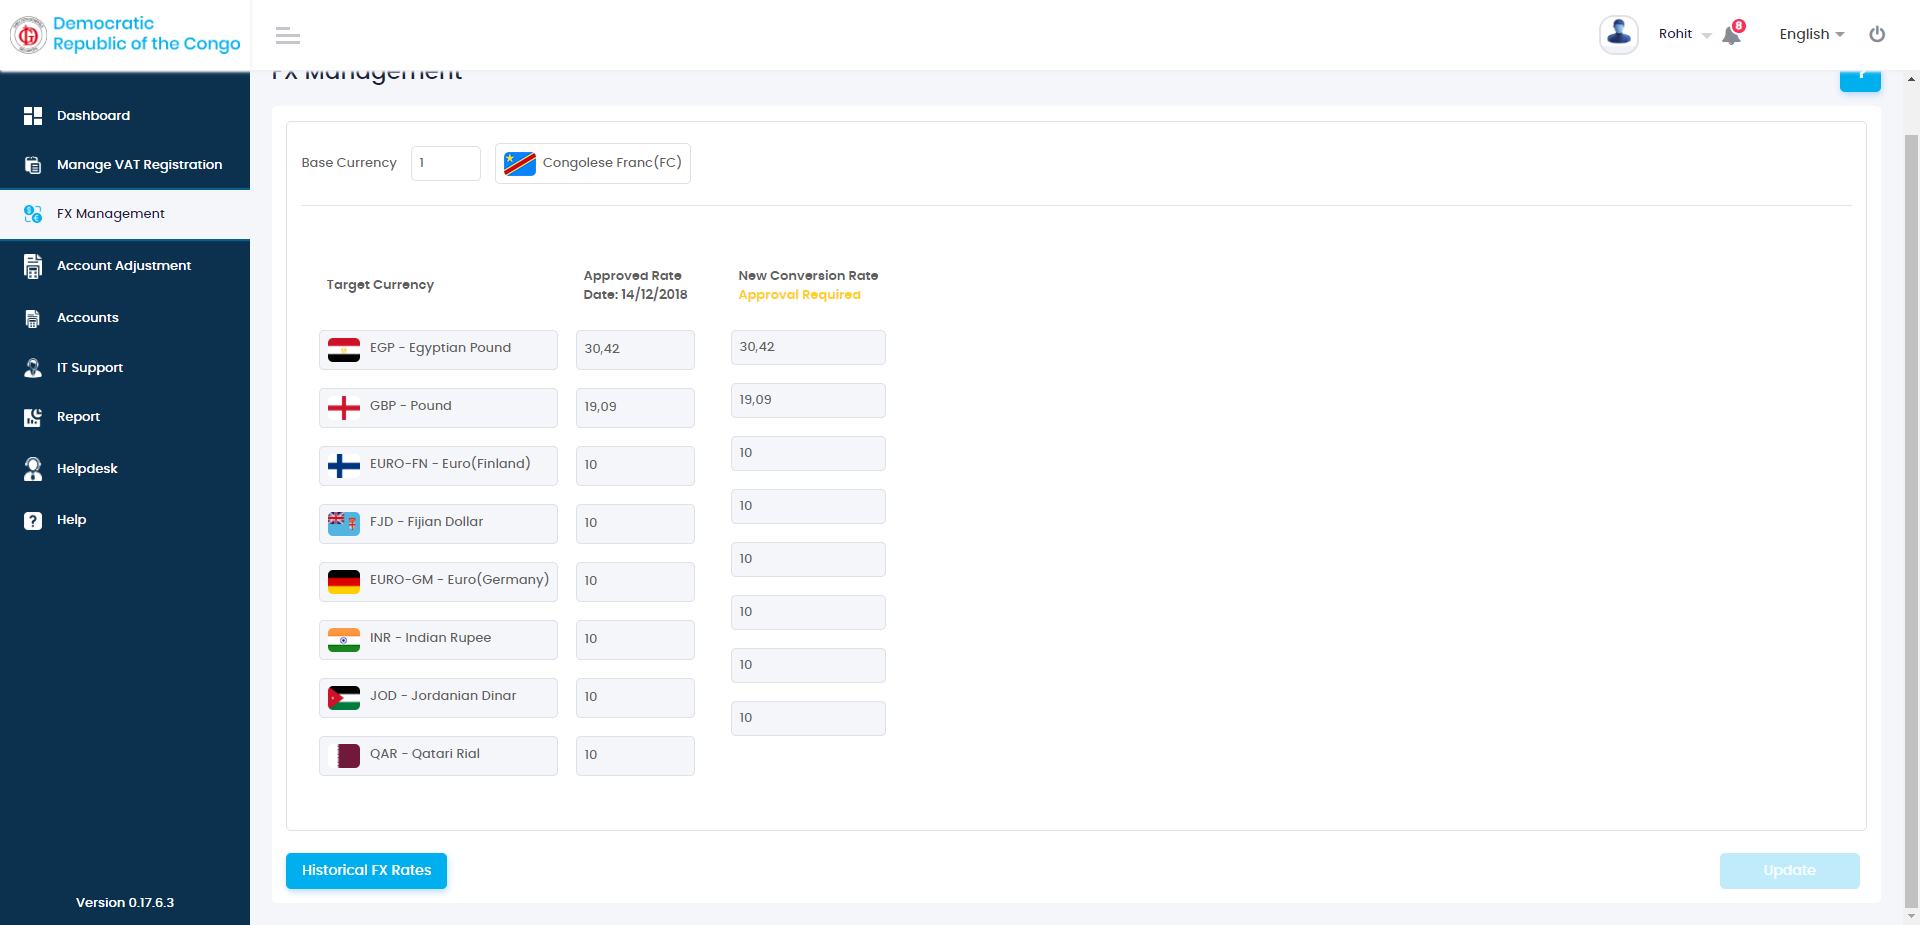 Democratic
Republic of the Congo
Rohit
8
English
FX Management
Dashboard
Manage VAT Registration
FX Management
Account Adjustment
Accounts
IT Support
Report
Helpdesk
Help
Version 0.17.6.3
Base Currency 1 Congolese Franc(FC)
Target Currency
Approved Rate
Date: 14/12/2018
New Conversion Rate
Approval Required
EGP - Egyptian Pound 30,42 30,42
GBP - Pound 19,09 19,09
EURO-FN - Euro(Finland) 10 10
FJD - Fijian Dollar 10 10
EURO-GM - Euro(Germany) 10 10
INR - Indian Rupee 10 10
JOD - Jordanian Dinar 10 10
QAR - Qatari Rial 10 10
Historical FX Rates
Update